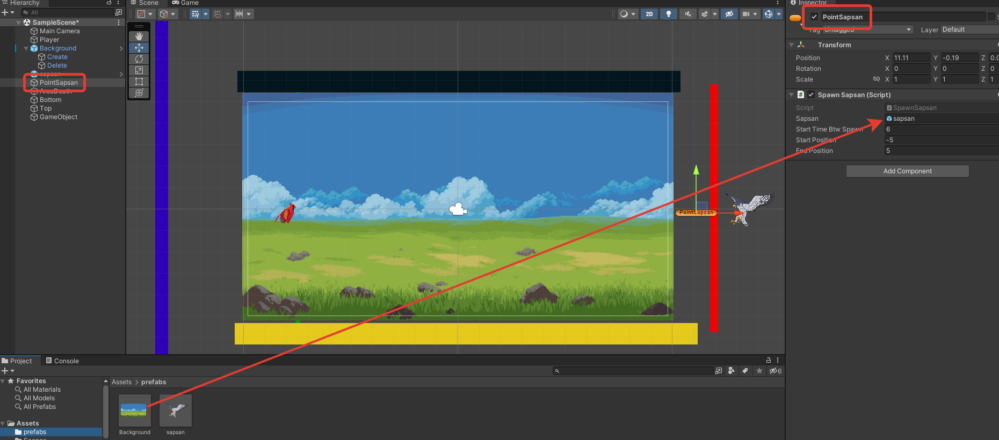 Hierarchy
All
SampleScene*
Main Camera
Player
Background
Create
Delete
sapsan
PointSapsan
AreaDeath
Bottom
Top
GameObject
Scene
Game
2D
PointSapsan
Inspector
PointSapsan
Tag Untagged
Layer Default
Transform
Position X 11.11 Y -0.19 Z 0.0
Rotation X 0 Y 0 Z 0
Scale X 1 Y 1 Z 1
Spawn Sapsan (Script)
Script SpawnSapsan
Sapsan sapsan
Start Time Btw Spawn 6
Start Position -5
End Position 5
Add Component
Project
Console
6
Favorites
All Materials
All Models
All Prefabs
Assets
prefabs
Scenes
Assets > prefabs
Background
sapsan